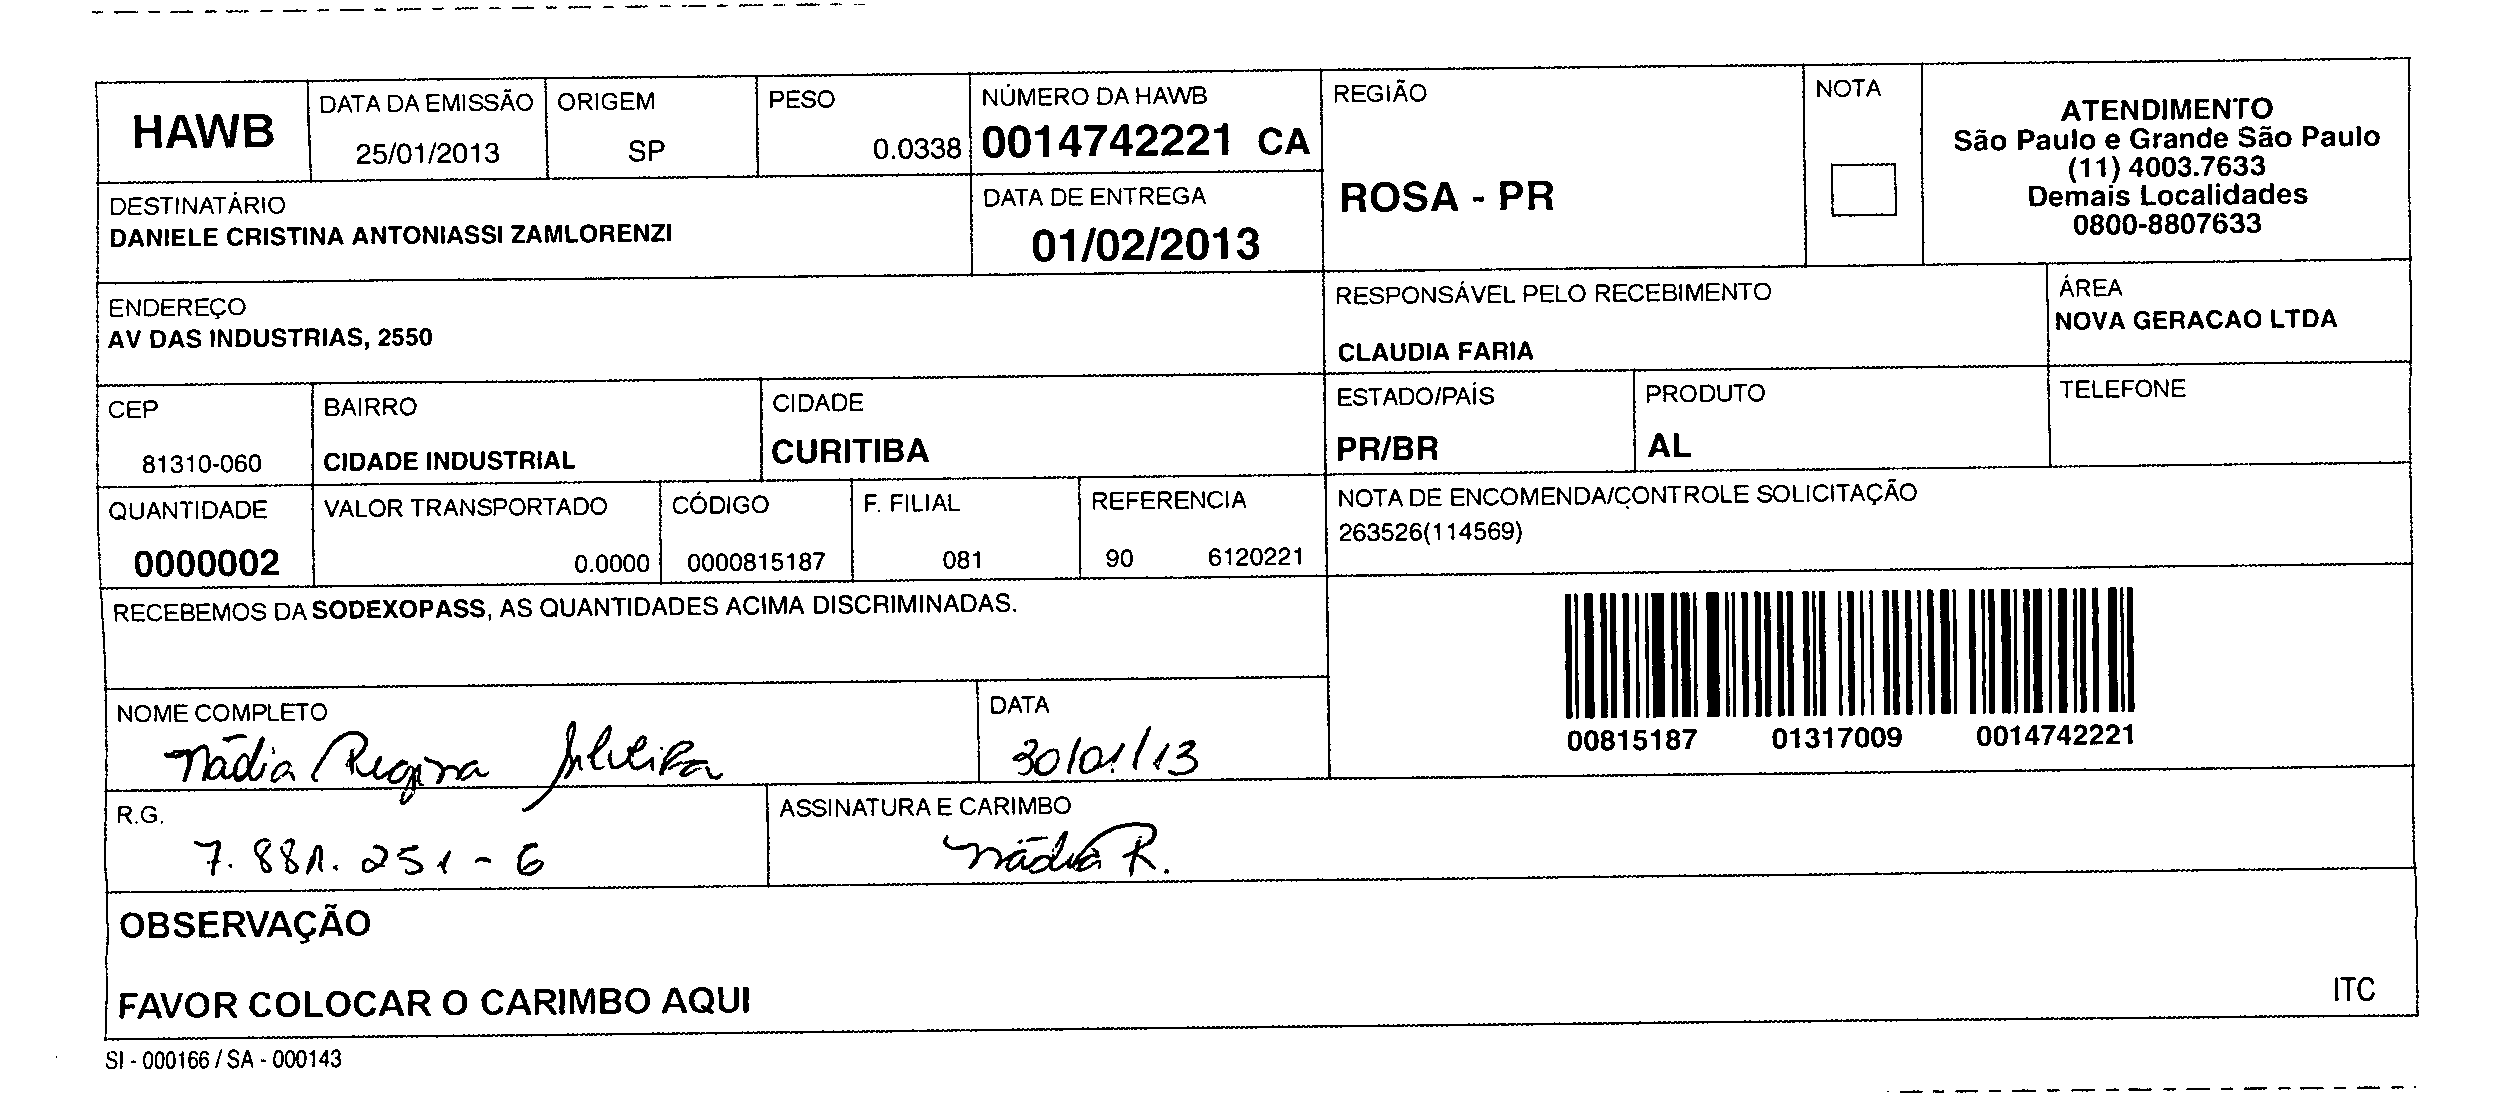 HAWB
DATA DA EMISSÃO
25/01/2013
ORIGEM
SP
PESO
0.0338
NÚMERO DA HAWB
0014742221 CA
REGIÃO
ROSA - PR
NOTA
ATENDIMENTO
São Paulo e Grande São Paulo
(11) 4003.7633
Demais Localidades
0800-8807633
DESTINATÁRIO
DANIELE CRISTINA ANTONIASSI ZAMLORENZI
DATA DE ENTREGA
01/02/2013
ENDEREÇO
AV DAS INDUSTRIAS, 2550
RESPONSÁVEL PELO RECEBIMENTO
CLAUDIA FARIA
ÁREA
NOVA GERACAO LTDA
CEP
81310-060
BAIRRO
CIDADE INDUSTRIAL
CIDADE
CURITIBA
ESTADO/PAÍS
PR/BR
PRODUTO
AL
TELEFONE
QUANTIDADE
0000002
VALOR TRANSPORTADO
0.0000
CÓDIGO
0000815187
F. FILIAL
081
REFERENCIA
90 6120221
NOTA DE ENCOMENDA/CONTROLE SOLICITAÇÃO
263526(114569)
RECEBEMOS DA SODEXOPASS, AS QUANTIDADES ACIMA DISCRIMINADAS.
00815187 01317009 0014742221
NOME COMPLETO
Nádia Regina Silveira
DATA
30/01/13
R.G.
7.881.251-6
ASSINATURA E CARIMBO
Nádia R.
OBSERVAÇÃO
FAVOR COLOCAR O CARIMBO AQUI
ITC
SI - 000166 / SA - 000143